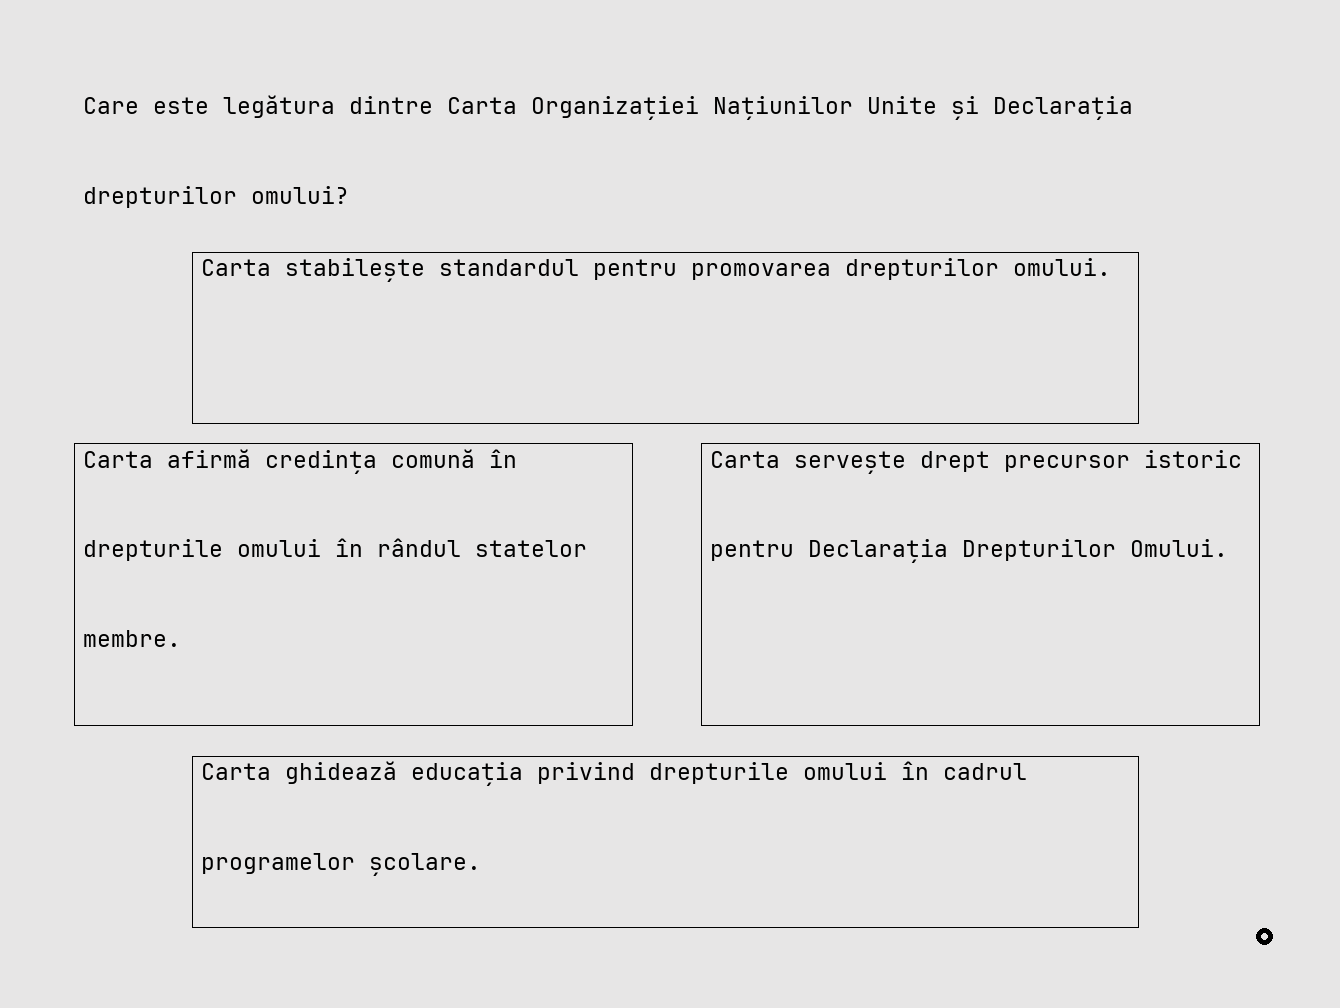 Care este legătura dintre Carta Organizației Națiunilor Unite și Declarația
drepturilor omului?
Carta stabilește standardul pentru promovarea drepturilor omului.
Carta afirmă credința comună în
drepturile omului în rândul statelor
membre.
Carta servește drept precursor istoric
pentru Declarația Drepturilor Omului.
Carta ghidează educația privind drepturile omului în cadrul
programelor școlare.